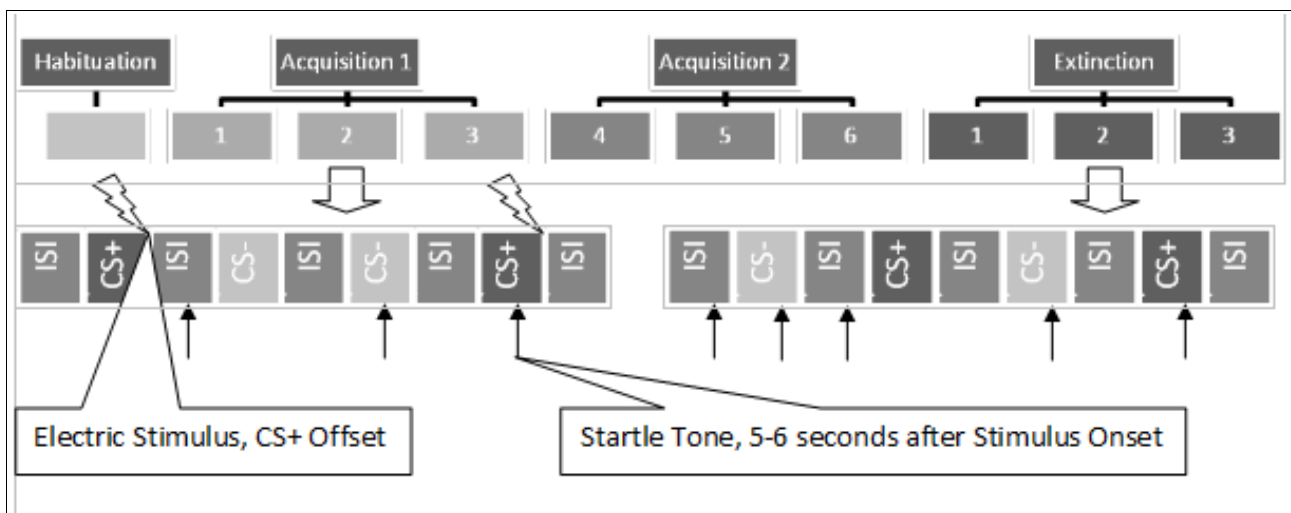 Habituation Acquisition 1 Acquisition 2 Extinction
1 2 3 4 5 6 1 2 3
ISI CS+ ISI CS- ISI CS- ISI CS+ ISI ISI CS- ISI CS+ ISI CS- ISI CS+ ISI
Electric Stimulus, CS+ Offset Startle Tone, 5-6 seconds after Stimulus Onset